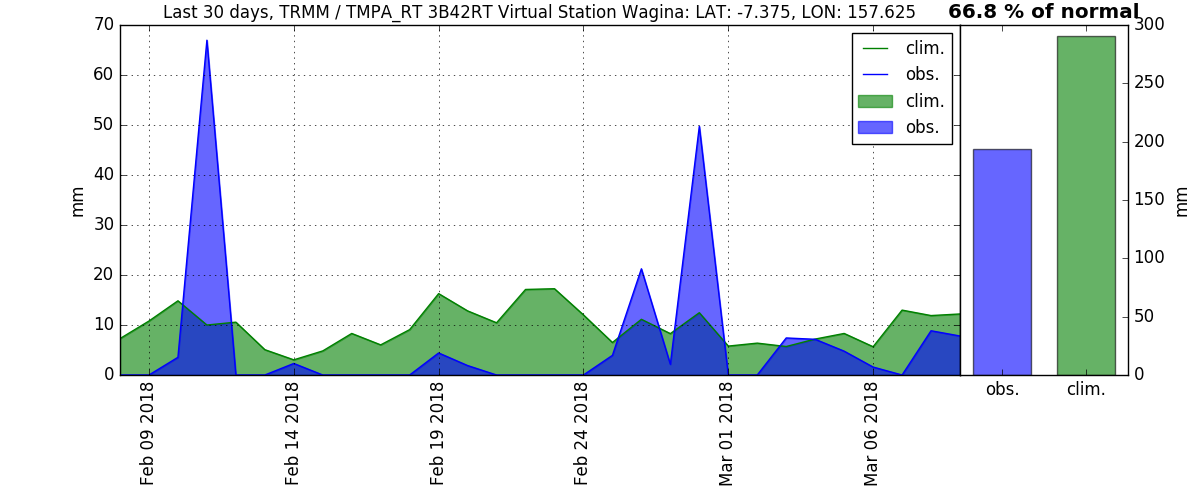 Last 30 days, TRMM / TMPA_RT 3B42RT Virtual Station Wagina: LAT: -7.375, LON: 157.625
66.8 % of normal
70
60
50
40
30
20
10
0
mm
clim.
obs.
clim.
obs.
Feb 09 2018
Feb 14 2018
Feb 19 2018
Feb 24 2018
Mar 01 2018
Mar 06 2018
300
250
200
150
100
50
0
mm
obs.
clim.